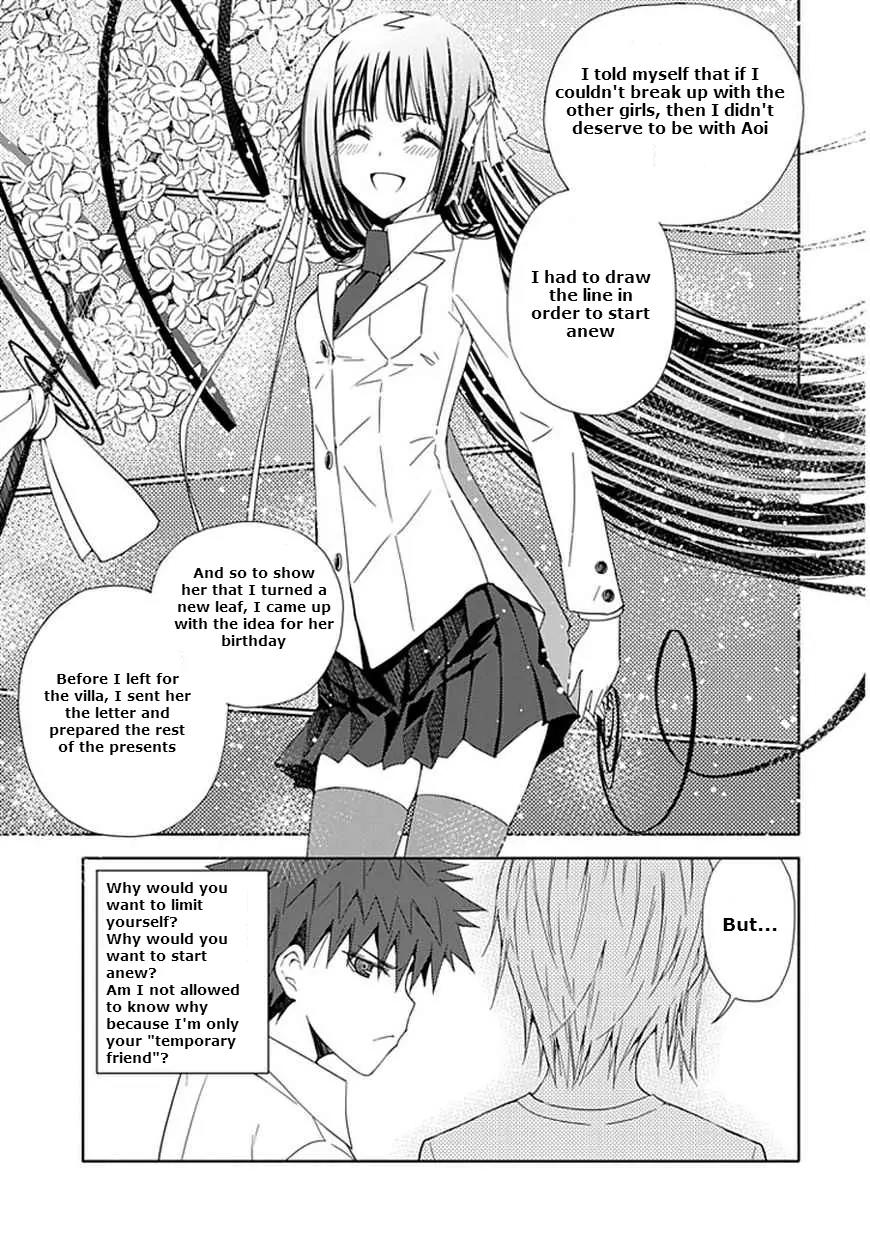 I told myself that if I
couldn't break up with the
other girls, then I didn't
deserve to be with Aoi
I had to draw
the line in
order to start
anew
And so to show
her that I turned a
new leaf, I came up
with the idea for her
birthday
Before I left for
the villa, I sent her
the letter and
prepared the rest
of the presents
Why would you
want to limit
yourself?
Why would you
want to start
anew?
Am I not allowed
to know why
because I'm only
your "temporary
friend"?
But...